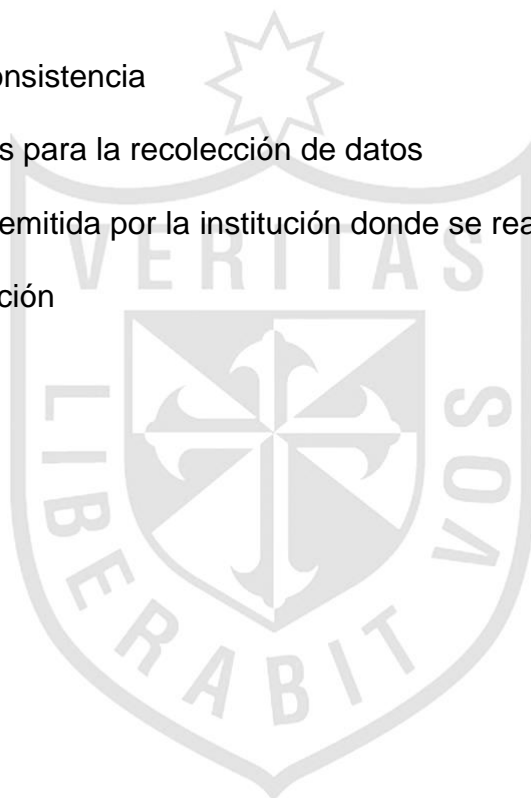 onsistencia
s para la recolección de datos
emitida por la institución donde se rea
ción
VERITAS
LIBERABIT
VOS